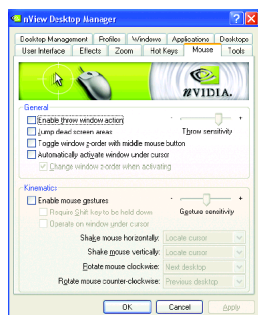 nView Desktop Manager
Desktop Management Profiles Windows Applications Desktops
User Interface Effects Zoom Hot Keys Mouse Tools
NVIDIA.
General
Enable throw window action
- +
Jump dead screen areas
Throw sensitivity
Toggle window z-order with middle mouse button
Automatically activate window under cursor
Change window z-order when activating
Kinematics
Enable mouse gestures
- +
Require Shift key to be held down
Gesture sensitivity
Operate on window under cursor
Shake mouse horizontally: Locate cursor
Shake mouse vertically: Locate cursor
Rotate mouse clockwise: Next desktop
Rotate mouse counter-clockwise: Previous desktop
OK Cancel Apply